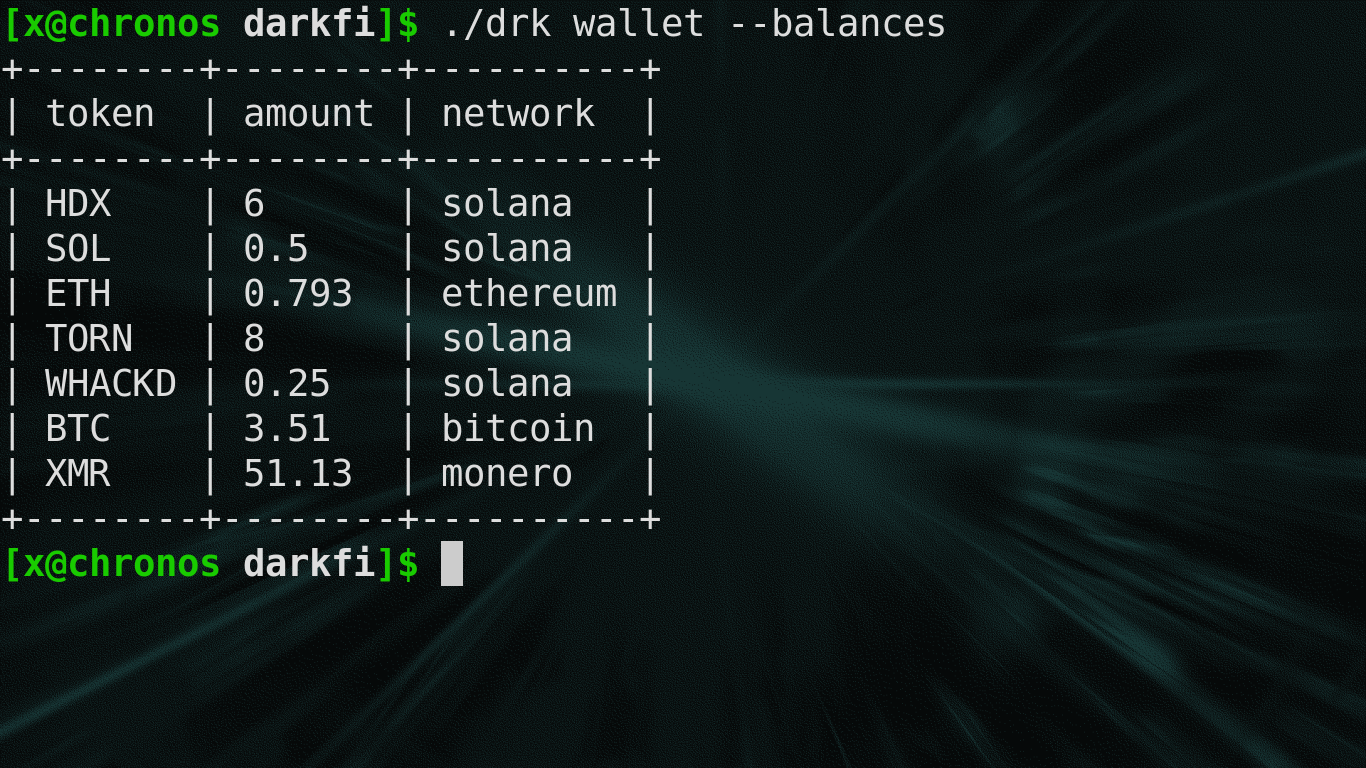 [x@chronos darkfi]$ ./drk wallet --balances
+--------+--------+----------+
| token  | amount | network  |
+--------+--------+----------+
| HDX    | 6      | solana   |
| SOL    | 0.5    | solana   |
| ETH    | 0.793  | ethereum |
| TORN   | 8      | solana   |
| WHACKD | 0.25   | solana   |
| BTC    | 3.51   | bitcoin  |
| XMR    | 51.13  | monero   |
+--------+--------+----------+
[x@chronos darkfi]$